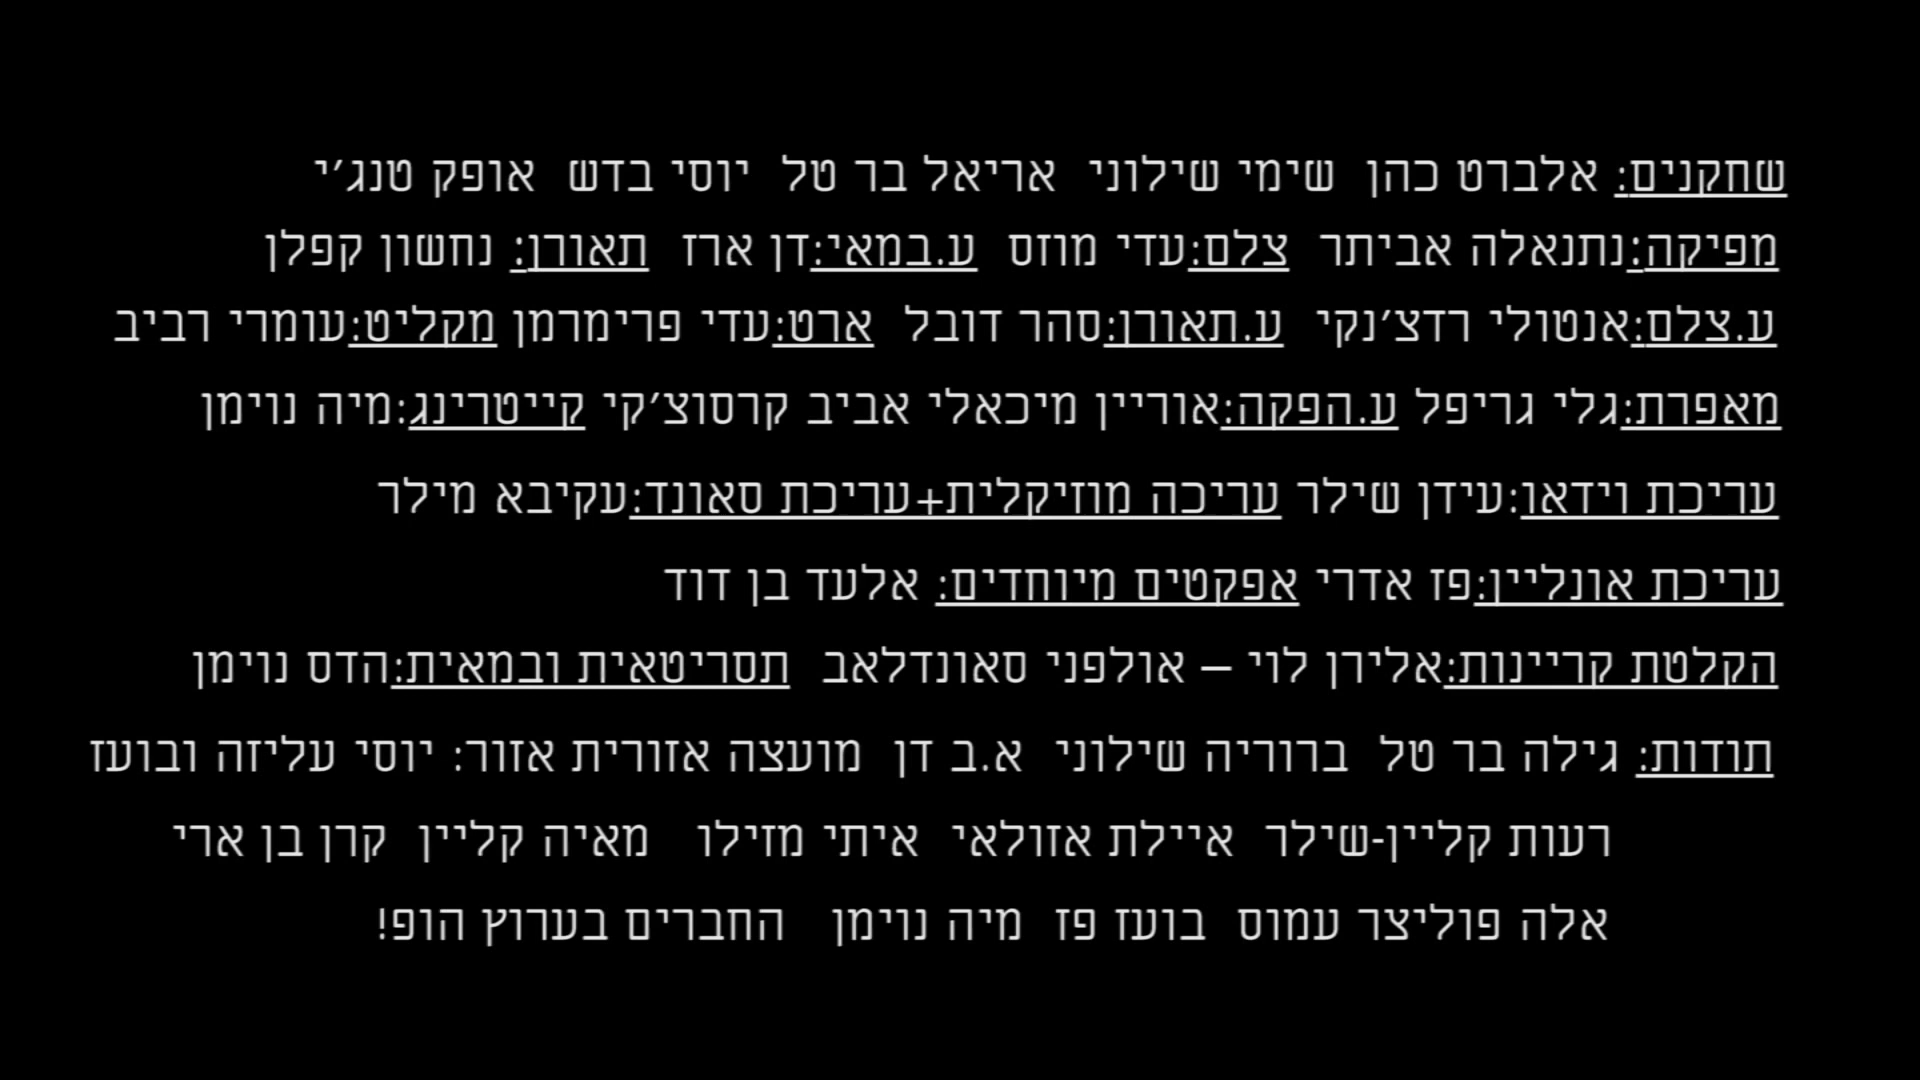 שחקנים: אלברט כהן  שימי שילוני  אריאל בר טל  יוסי בדש  אופק טנג׳י
מפיקה:נתנאלה אביתר  צלם:עדי מוזס  ע.במאי:דן ארז  תאורן: נחשון קפלן
ע.צלם:אנטולי רדצ׳נקי  ע.תאורן:סהר דובל  ארט:עדי פרימרמן מקליט:עומרי רביב
מאפרת:גלי גריפל ע.הפקה:אוריין מיכאלי אביב קרסוצ׳קי קייטרינג:מיה נוימן
עריכת וידאו:עידן שילר עריכה מוזיקלית+עריכת סאונד:עקיבא מילר
עריכת אונליין:פז אדרי אפקטים מיוחדים: אלעד בן דוד
הקלטת קריינות:אלירן לוי – אולפני סאונדלאב  תסריטאית ובמאית:הדס נוימן
תודות: גילה בר טל  ברוריה שילוני  א.ב דן  מועצה אזורית אזור: יוסי עליזה ובועז
רעות קליין-שילר  איילת אזולאי  איתי מזילו   מאיה קליין  קרן בן ארי
אלה פוליצר עמוס  בועז פז  מיה נוימן   החברים בערוץ הופ!